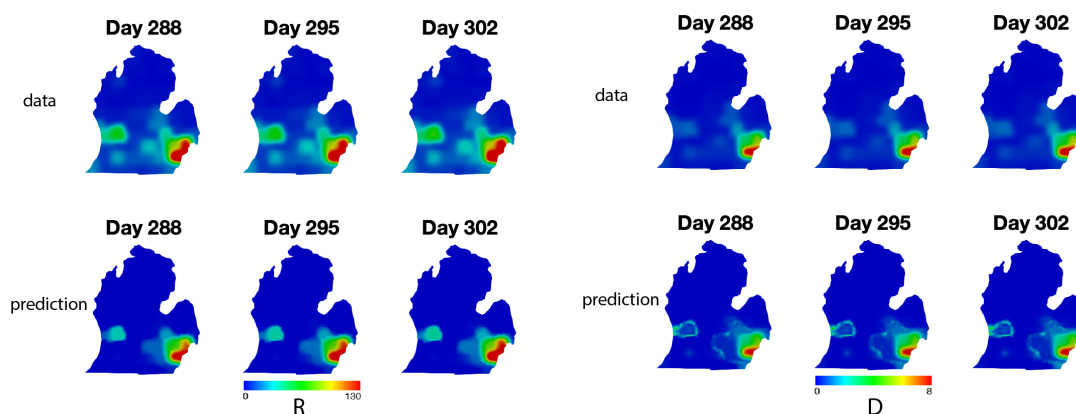 Day 288 Day 295 Day 302 Day 288 Day 295 Day 302
data data
Day 288 Day 295 Day 302 Day 288 Day 295 Day 302
prediction prediction
0 130 0 8
R D